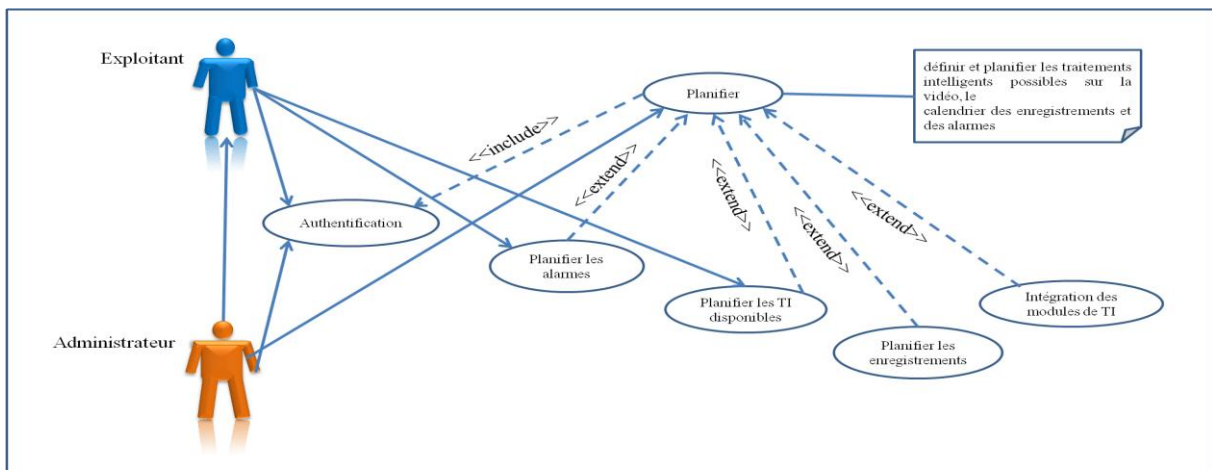 Exploitant
Planifier
définir et planifier les traitements
intelligents possibles sur la
vidéo, le
calendrier des enregistrements et
des alarmes
<<include>>
<<extend>>
<<extend>>
<<extend>>
<<extend>>
Authentification
Planifier les
alarmes
Planifier les TI
disponibles
Intégration des
modules de TI
Administrateur
Planifier les
enregistrements